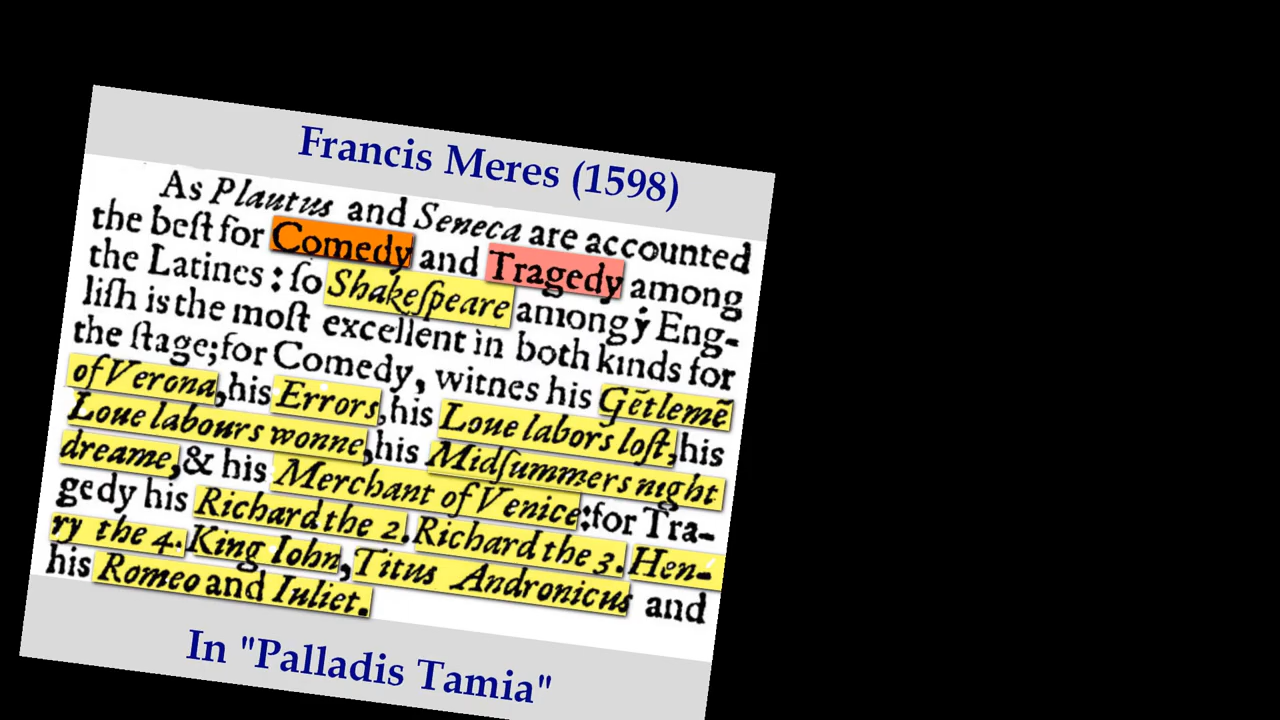 Francis Meres (1598)
As Plautus and Seneca are accounted
the beſt for Comedy and Tragedy among
the Latines : ſo Shakeſpeare among ẏ Eng-
liſh is the moſt excellent in both kinds for
the ſtage; for Comedy, witnes his Gẽtlemẽ
of Verona, his Errors, his Loue labors loſt, his
Loue labours wonne, his Midſummers night
dreame, & his Merchant of Venice: for Tra-
gedy his Richard the 2. Richard the 3. Hen-
ry the 4. King Iohn, Titus Andronicus and
his Romeo and Iuliet.
In "Palladis Tamia"